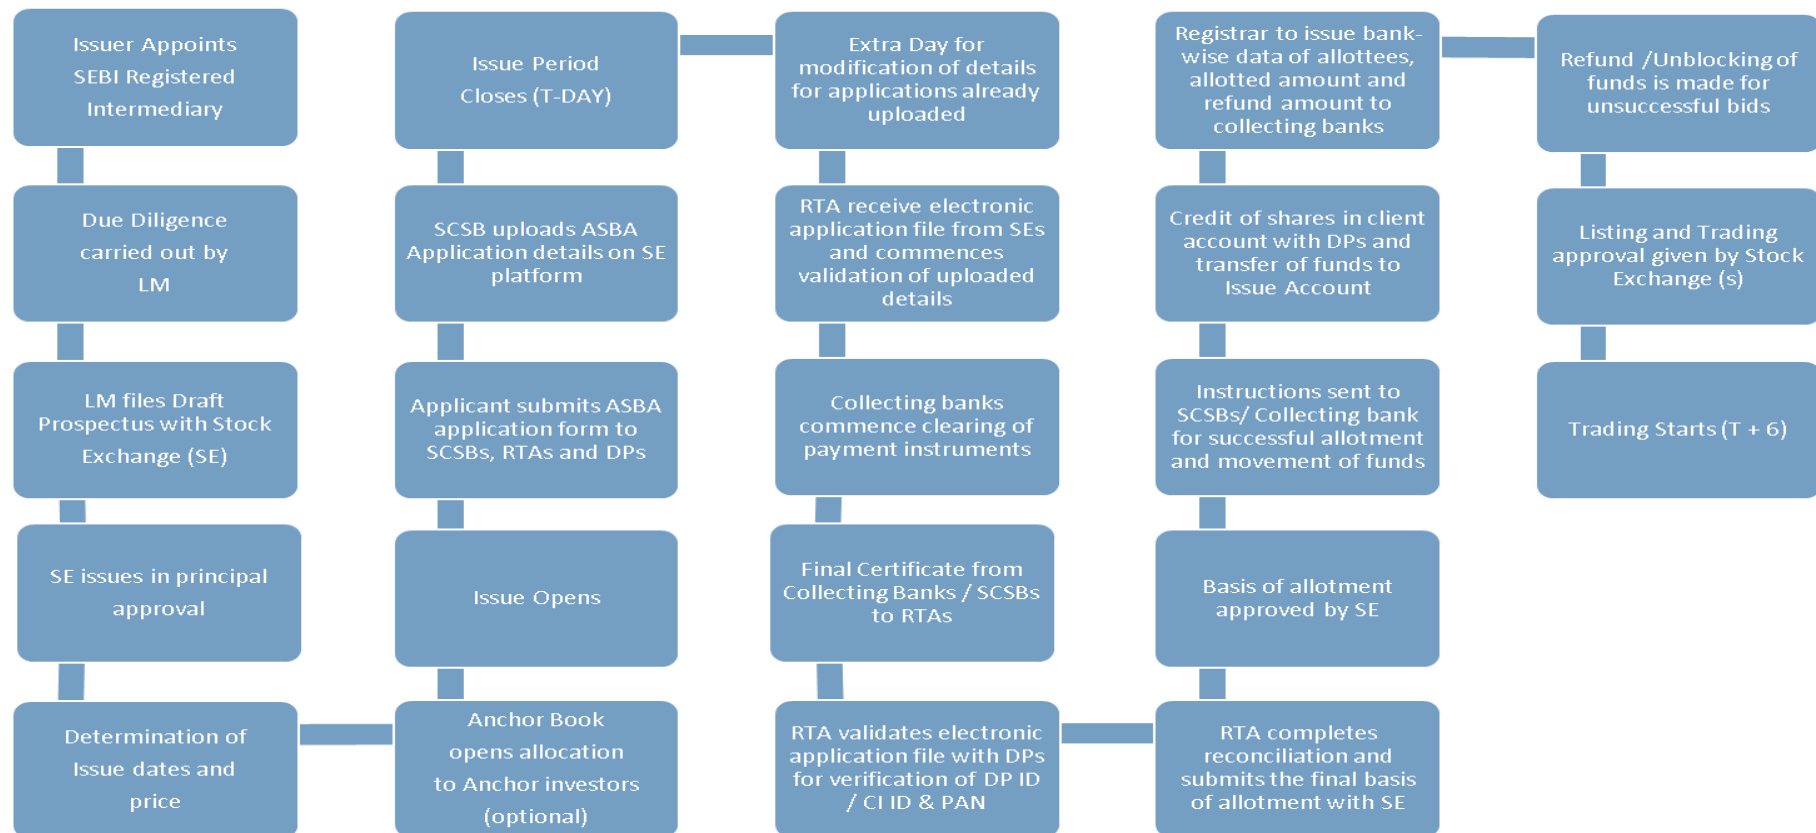 Issuer Appoints
SEBI Registered
Intermediary
Due Diligence
carried out by
LM
LM files Draft
Prospectus with Stock
Exchange (SE)
SE issues in principal
approval
Determination of
Issue dates and
price
Anchor Book
opens allocation
to Anchor investors
(optional)
Issue Opens
Applicant submits ASBA
application form to
SCSBs, RTAs and DPs
SCSB uploads ASBA
Application details on SE
platform
Issue Period
Closes (T-DAY)
Extra Day for
modification of details
for applications already
uploaded
RTA receive electronic
application file from SEs
and commences
validation of uploaded
details
Collecting banks
commence clearing of
payment instruments
Final Certificate from
Collecting Banks / SCSBs
to RTAs
RTA validates electronic
application file with DPs
for verification of DP ID
/ CI ID & PAN
RTA completes
reconciliation and
submits the final basis
of allotment with SE
Basis of allotment
approved by SE
Instructions sent to
SCSBs/ Collecting bank
for successful allotment
and movement of funds
Credit of shares in client
account with DPs and
transfer of funds to
Issue Account
Registrar to issue bank-
wise data of allottees,
allotted amount and
refund amount to
collecting banks
Refund /Unblocking of
funds is made for
unsuccessful bids
Listing and Trading
approval given by Stock
Exchange (s)
Trading Starts (T + 6)